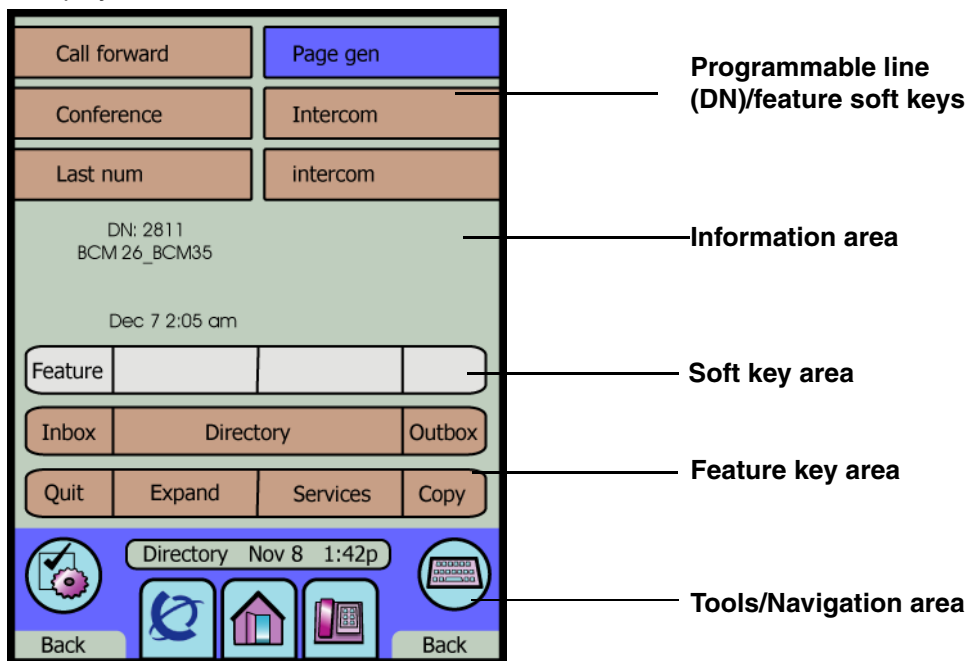 Call forward
Page gen
Conference
Intercom
Last num
intercom
Programmable line
(DN)/feature soft keys
DN: 2811
BCM 26_BCM35
Information area
Dec 7 2:05 am
Feature
Soft key area
Inbox
Directory
Outbox
Feature key area
Quit
Expand
Services
Copy
Directory Nov 8 1:42p
Tools/Navigation area
Back
Back